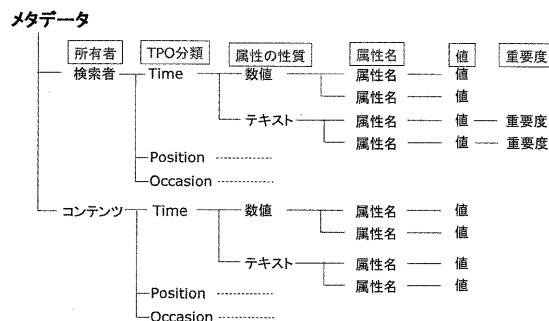 メタデータ
所有者 TPO分類 属性の性質 属性名 値 重要度
検索者 Time 数値 属性名 値
属性名 値
テキスト 属性名 値 重要度
属性名 値 重要度
Position
Occasion
コンテンツ Time 数値 属性名 値
属性名 値
テキスト 属性名 値
属性名 値
Position
Occasion